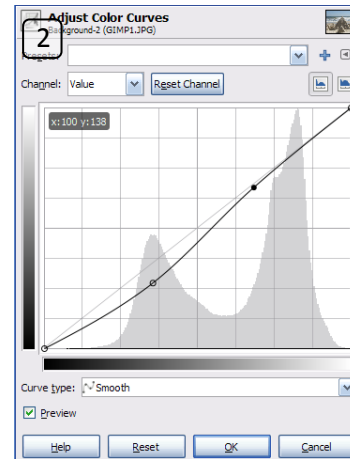 Adjust Color Curves
Background-2 (GIMP1.JPG)
2
Presets:
Channel: Value Reset Channel
x:100 y:138
Curve type: Smooth
Preview
Help Reset OK Cancel